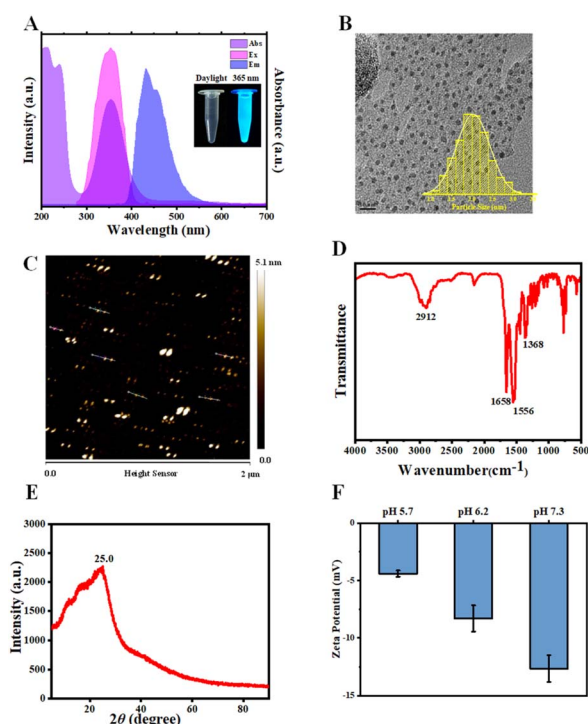 A
Abs
Ex
Em
Daylight 365 nm
Intensity (a.u.)
Absorbance (a.u.)
200 300 400 500 600 700
Wavelength (nm)
B
Particle Size (nm)
C
5.1 nm
0.0
0.0 Height Sensor 2 µm
D
Transmittance
2912
1368
1658
1556
4000 3500 3000 2500 2000 1500 1000 500
Wavenumber(cm-1)
E
Intensity (a.u.)
3000
2500
2000
1500
1000
500
0
25.0
20 40 60 80
2θ (degree)
F
pH 5.7 pH 6.2 pH 7.3
Zeta Potential (mV)
0
-5
-10
-15